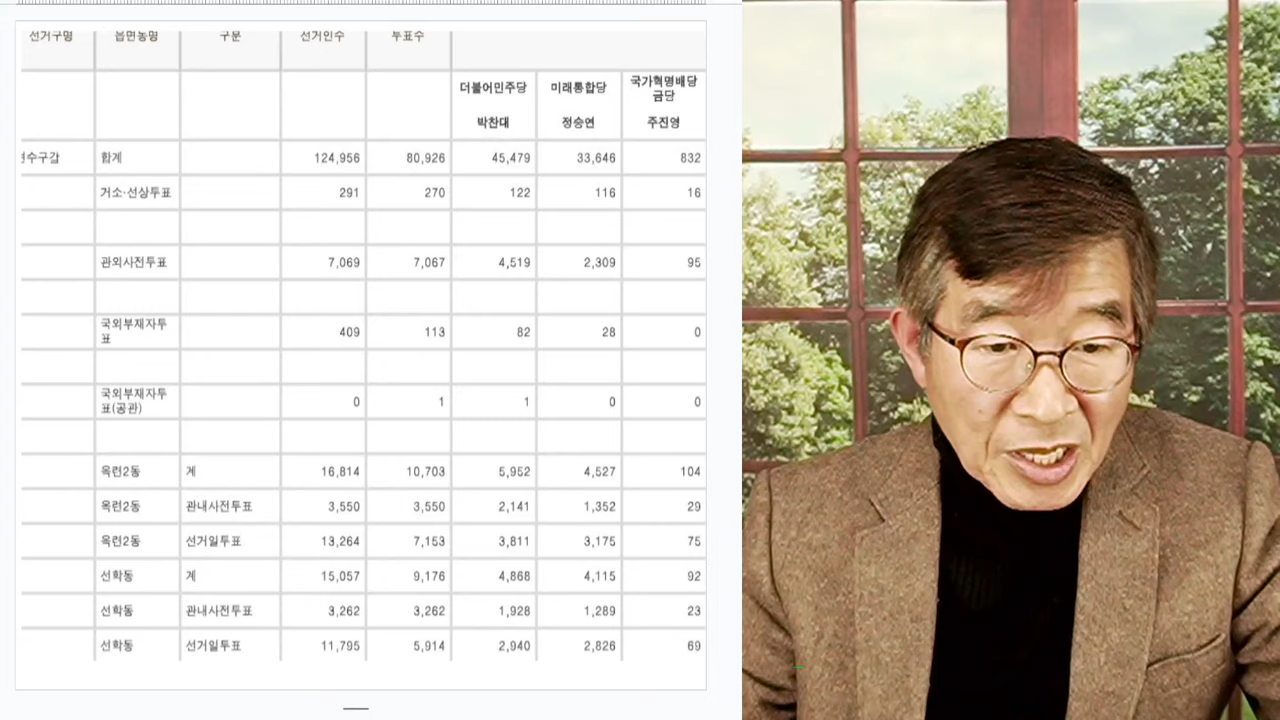 선거구명 읍면동명 구분 선거인수 투표수
더불어민주당 미래통합당 국가혁명배당
금당
박찬대 정승연 주진영
연수구갑 합계 124,956 80,926 45,479 33,646 832
거소·선상투표 291 270 122 116 16
관외사전투표 7,069 7,067 4,519 2,309 95
국외부재자투
표 409 113 82 28 0
국외부재자투
표(공관) 0 1 1 0 0
옥련2동 계 16,814 10,703 5,952 4,527 104
옥련2동 관내사전투표 3,550 3,550 2,141 1,352 29
옥련2동 선거일투표 13,264 7,153 3,811 3,175 75
선학동 계 15,057 9,176 4,868 4,115 92
선학동 관내사전투표 3,262 3,262 1,928 1,289 23
선학동 선거일투표 11,795 5,914 2,940 2,826 69